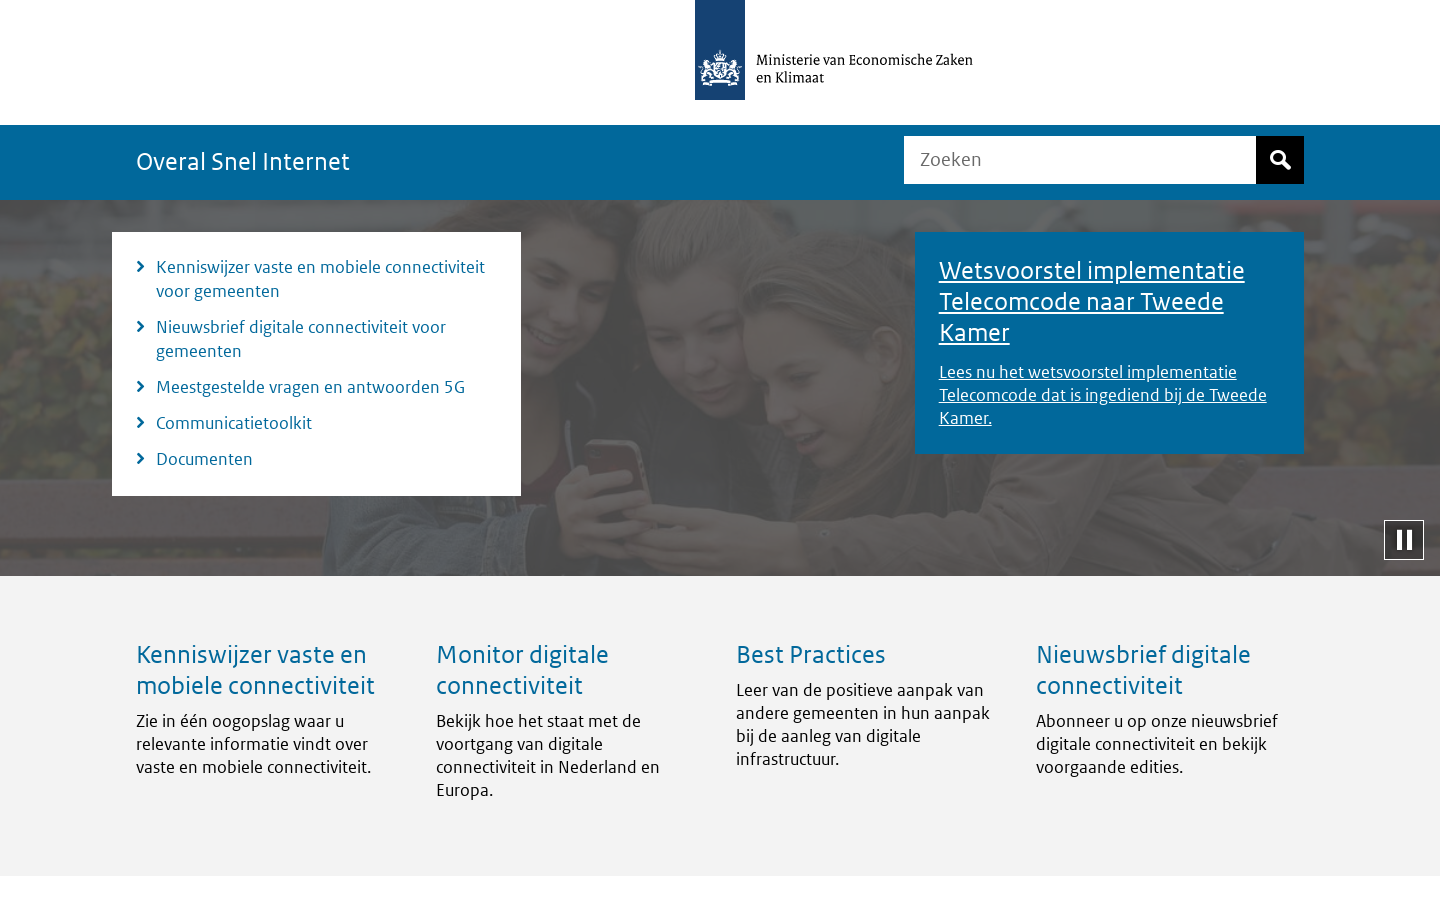 Ministerie van Economische Zaken
en Klimaat
Overal Snel Internet
Zoeken
Kenniswijzer vaste en mobiele connectiviteit
voor gemeenten
Nieuwsbrief digitale connectiviteit voor
gemeenten
Meestgestelde vragen en antwoorden 5G
Communicatietoolkit
Documenten
Wetsvoorstel implementatie
Telecomcode naar Tweede
Kamer
Lees nu het wetsvoorstel implementatie
Telecomcode dat is ingediend bij de Tweede
Kamer.
Kenniswijzer vaste en
mobiele connectiviteit
Zie in één oogopslag waar u
relevante informatie vindt over
vaste en mobiele connectiviteit.
Monitor digitale
connectiviteit
Bekijk hoe het staat met de
voortgang van digitale
connectiviteit in Nederland en
Europa.
Best Practices
Leer van de positieve aanpak van
andere gemeenten in hun aanpak
bij de aanleg van digitale
infrastructuur.
Nieuwsbrief digitale
connectiviteit
Abonneer u op onze nieuwsbrief
digitale connectiviteit en bekijk
voorgaande edities.